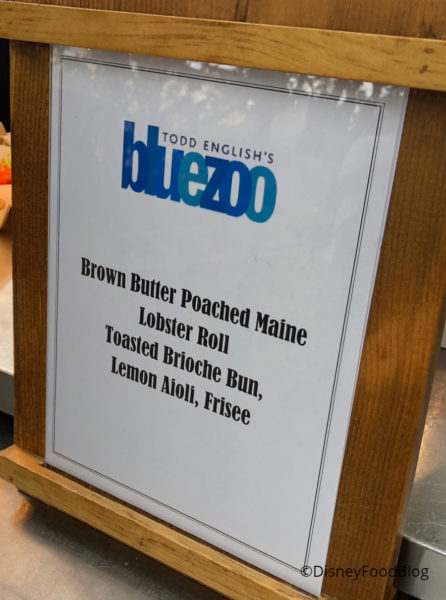 TODD ENGLISH'S
bluezoo
Brown Butter Poached Maine
Lobster Roll
Toasted Brioche Bun,
Lemon Aioli, Frisee
©DisneyFoodBlog